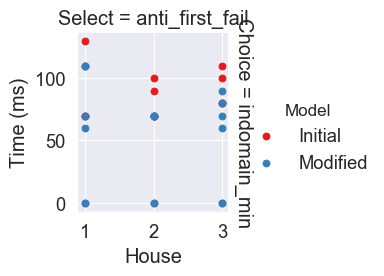 Select = anti_first_fail
Choice = indomain_min
Time (ms)
100
50
0
1 2 3
House
Model
Initial
Modified